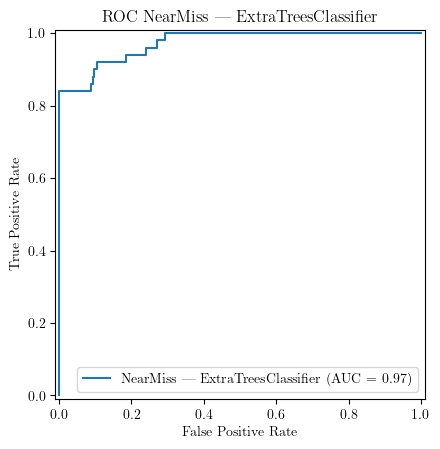 ROC NearMiss — ExtraTreesClassifier
1.0
0.8
0.6
0.4
0.2
0.0
True Positive Rate
NearMiss — ExtraTreesClassifier (AUC = 0.97)
0.0 0.2 0.4 0.6 0.8 1.0
False Positive Rate